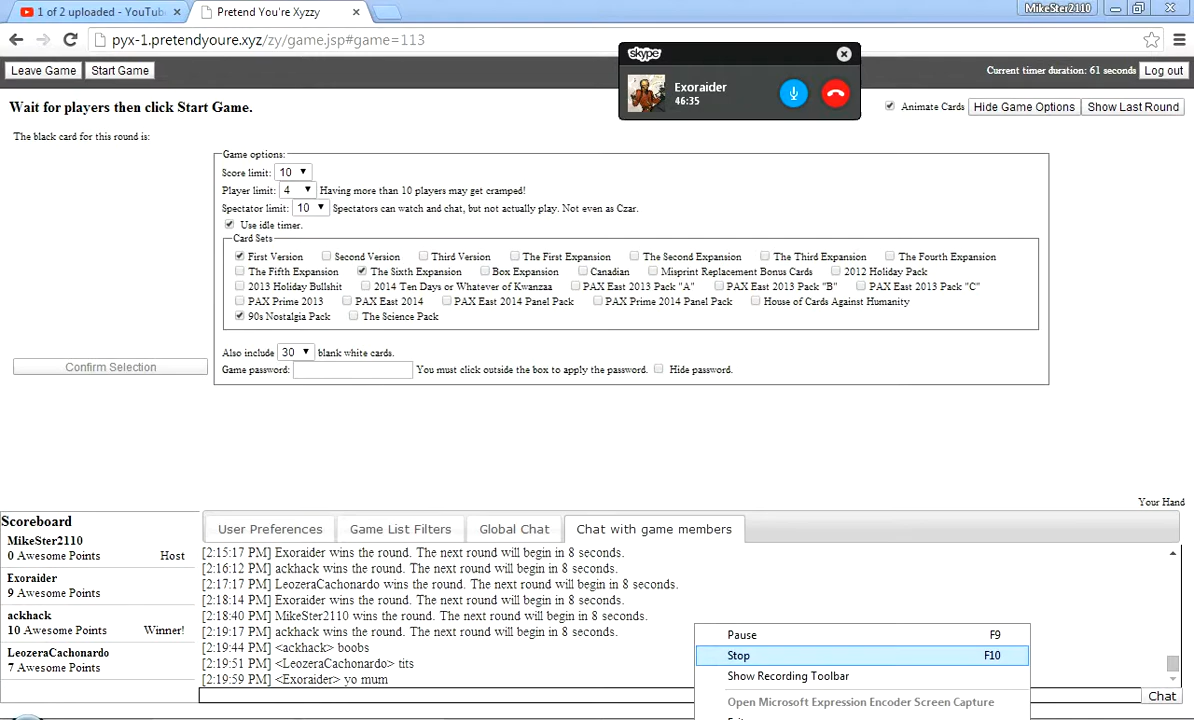 1 of 2 uploaded - YouTub
Pretend You're Xyzzy
MikeSter2110
pyx-1.pretendyoure.xyz/zy/game.jsp#game=113
skype
Exoraider
46:35
Leave Game
Start Game
Current timer duration: 61 seconds
Log out
Wait for players then click Start Game.
Animate Cards
Hide Game Options
Show Last Round
The black card for this round is:
Game options:
Score limit: 10
Player limit: 4 Having more than 10 players may get cramped!
Spectator limit: 10 Spectators can watch and chat, but not actually play. Not even as Czar.
Use idle timer.
Card Sets
First Version Second Version Third Version The First Expansion The Second Expansion The Third Expansion The Fourth Expansion
The Fifth Expansion The Sixth Expansion Box Expansion Canadian Misprint Replacement Bonus Cards 2012 Holiday Pack
2013 Holiday Bullshit 2014 Ten Days or Whatever of Kwanzaa PAX East 2013 Pack "A" PAX East 2013 Pack "B" PAX East 2013 Pack "C"
PAX Prime 2013 PAX East 2014 PAX East 2014 Panel Pack PAX Prime 2014 Panel Pack House of Cards Against Humanity
90s Nostalgia Pack The Science Pack
Also include 30 blank white cards.
Game password: You must click outside the box to apply the password. Hide password.
Confirm Selection
Your Hand
Scoreboard
MikeSter2110
0 Awesome Points Host
Exoraider
9 Awesome Points
ackhack
10 Awesome Points Winner!
LeozeraCachonardo
7 Awesome Points
User Preferences
Game List Filters
Global Chat
Chat with game members
[2:15:17 PM] Exoraider wins the round. The next round will begin in 8 seconds.
[2:16:12 PM] ackhack wins the round. The next round will begin in 8 seconds.
[2:17:17 PM] LeozeraCachonardo wins the round. The next round will begin in 8 seconds.
[2:18:14 PM] Exoraider wins the round. The next round will begin in 8 seconds.
[2:18:40 PM] MikeSter2110 wins the round. The next round will begin in 8 seconds.
[2:19:17 PM] ackhack wins the round. The next round will begin in 8 seconds.
[2:19:44 PM] <ackhack> boobs
[2:19:51 PM] <LeozeraCachonardo> tits
[2:19:59 PM] <Exoraider> yo mum
Chat
Pause F9
Stop F10
Show Recording Toolbar
Open Microsoft Expression Encoder Screen Capture